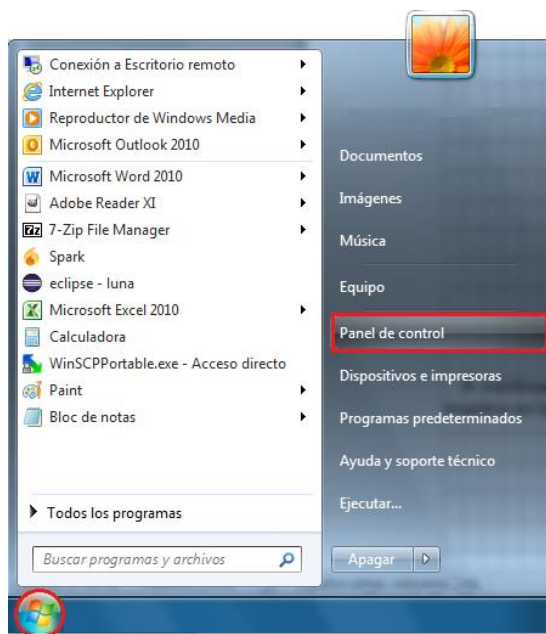 Conexión a Escritorio remoto
Internet Explorer
Reproductor de Windows Media
Microsoft Outlook 2010
Microsoft Word 2010
Adobe Reader XI
7-Zip File Manager
Spark
eclipse - luna
Microsoft Excel 2010
Calculadora
WinSCPPortable.exe - Acceso directo
Paint
Bloc de notas
Todos los programas
Buscar programas y archivos
Documentos
Imágenes
Música
Equipo
Panel de control
Dispositivos e impresoras
Programas predeterminados
Ayuda y soporte técnico
Ejecutar...
Apagar